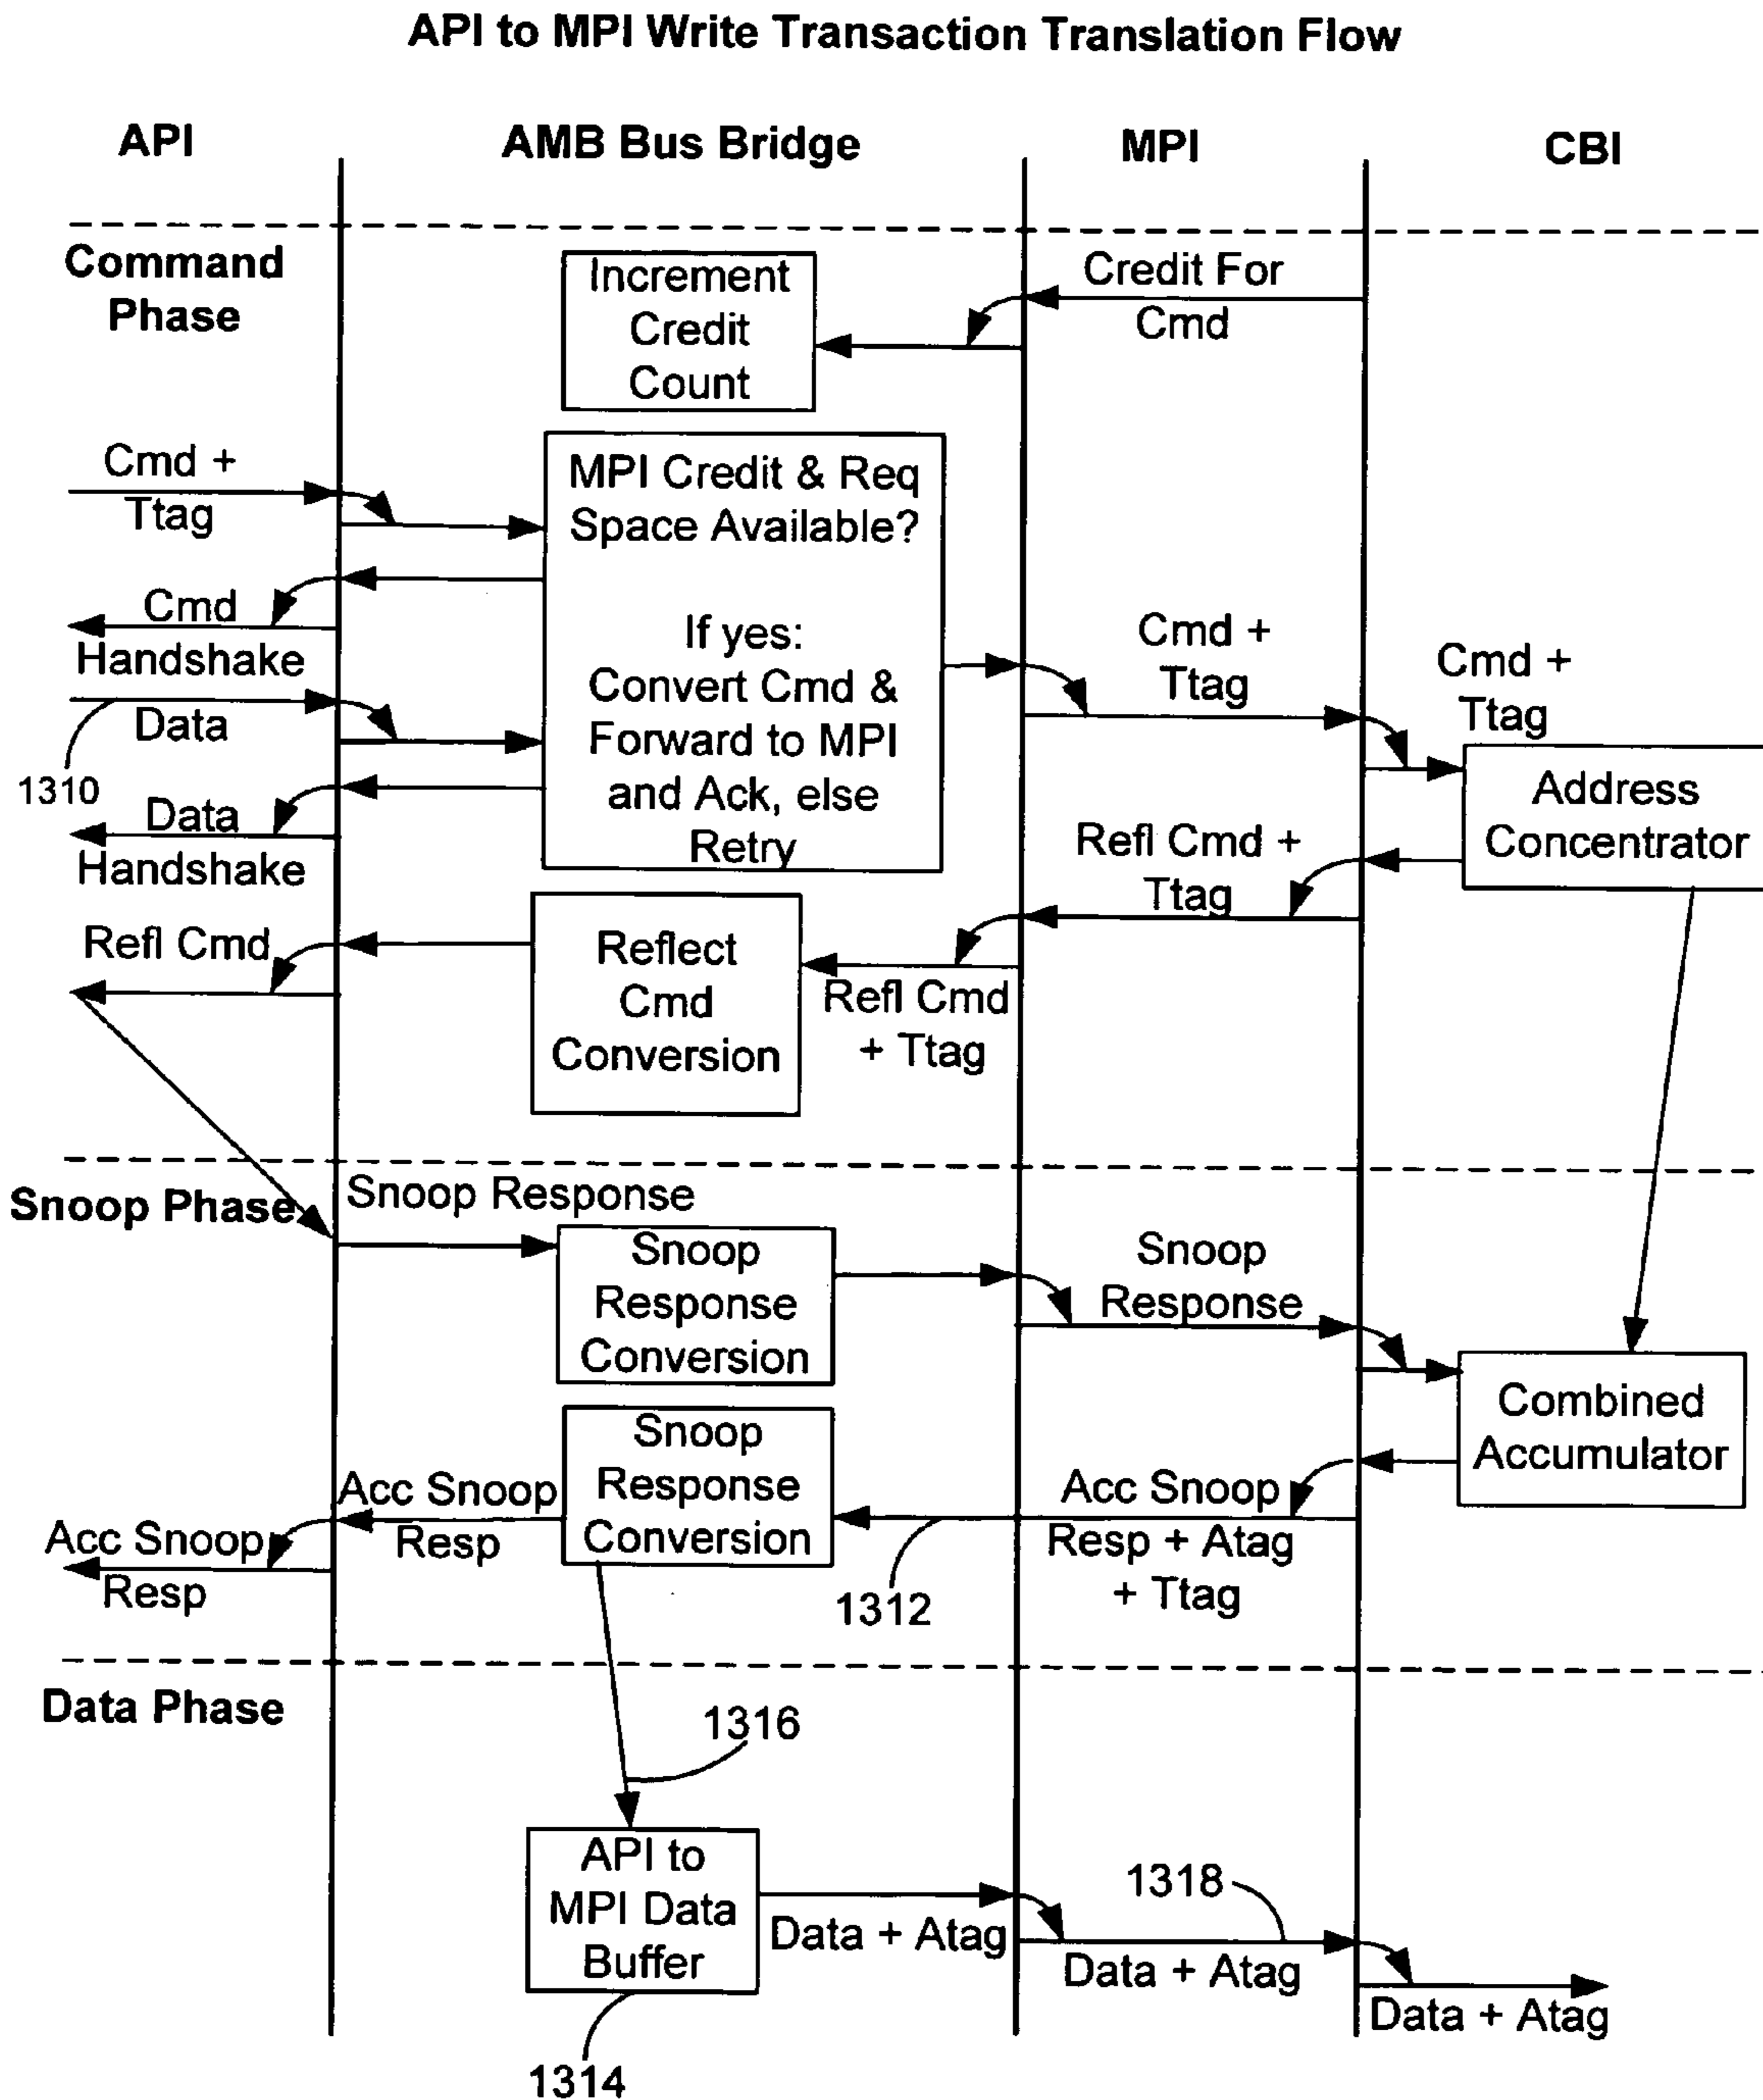 API to MPI Write Transaction Translation Flow
API
AMB Bus Bridge
MPI
CBI
Command
Phase
Increment
Credit
Count
Credit For
Cmd
Cmd +
Ttag
MPI Credit & Req
Space Available?
If yes:
Convert Cmd &
Forward to MPI
and Ack, else
Retry
Cmd
Handshake
Data
1310
Data
Handshake
Cmd +
Ttag
Cmd +
Ttag
Address
Concentrator
Refl Cmd +
Ttag
Refl Cmd
Reflect
Cmd
Conversion
Refl Cmd
+ Ttag
Snoop Phase
Snoop Response
Snoop
Response
Conversion
Snoop
Response
Combined
Accumulator
Snoop
Response
Conversion
Acc Snoop
Resp
Acc Snoop
Resp
1312
Acc Snoop
Resp + Atag
+ Ttag
Data Phase
1316
API to
MPI Data
Buffer
1314
Data + Atag
1318
Data + Atag
Data + Atag